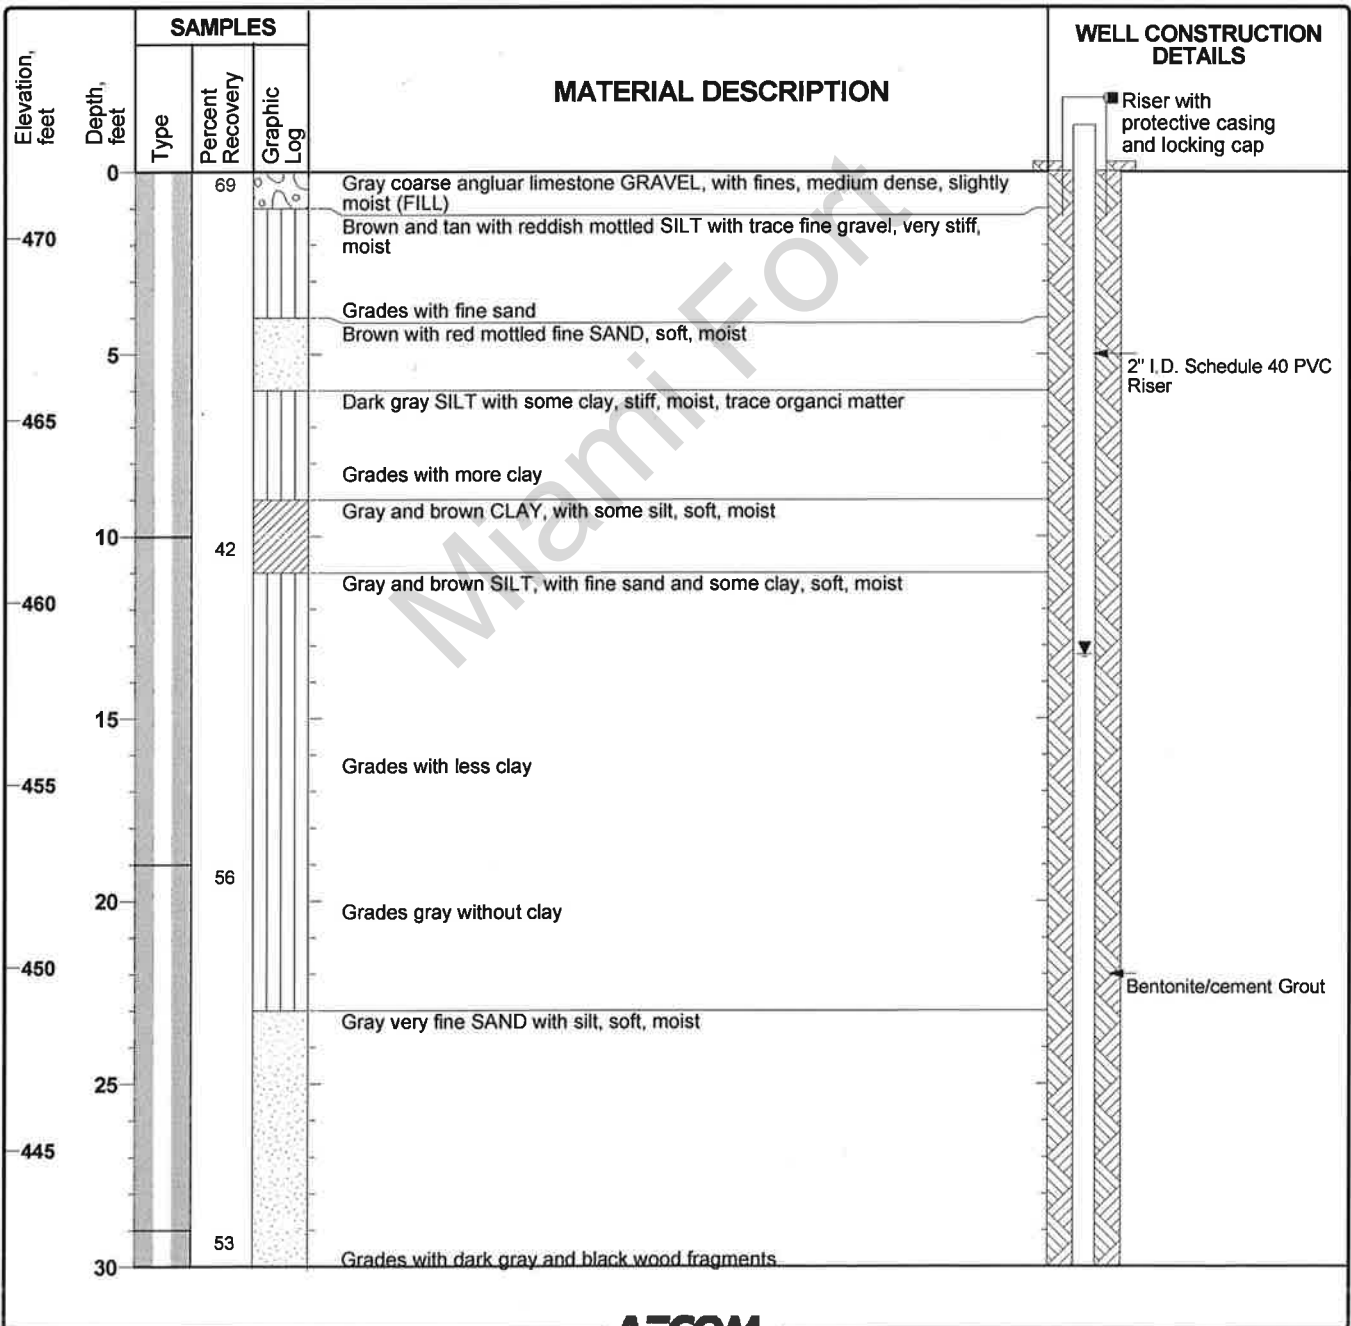 SAMPLES
Elevation,
feet
Depth,
feet
Type
Percent
Recovery
Graphic
Log
MATERIAL DESCRIPTION
WELL CONSTRUCTION
DETAILS
Riser with
protective casing
and locking cap
0
69
Gray coarse angluar limestone GRAVEL, with fines, medium dense, slightly
moist (FILL)
Brown and tan with reddish mottled SILT with trace fine gravel, very stiff,
moist
470
Grades with fine sand
Brown with red mottled fine SAND, soft, moist
5
2" I.D. Schedule 40 PVC
Riser
Dark gray SILT with some clay, stiff, moist, trace organci matter
465
Grades with more clay
Gray and brown CLAY, with some silt, soft, moist
10
42
Gray and brown SILT, with fine sand and some clay, soft, moist
460
15
Grades with less clay
455
56
20
Grades gray without clay
450
Bentonite/cement Grout
Gray very fine SAND with silt, soft, moist
25
445
53
Grades with dark gray and black wood fragments
30
Miami Fort
AECOM